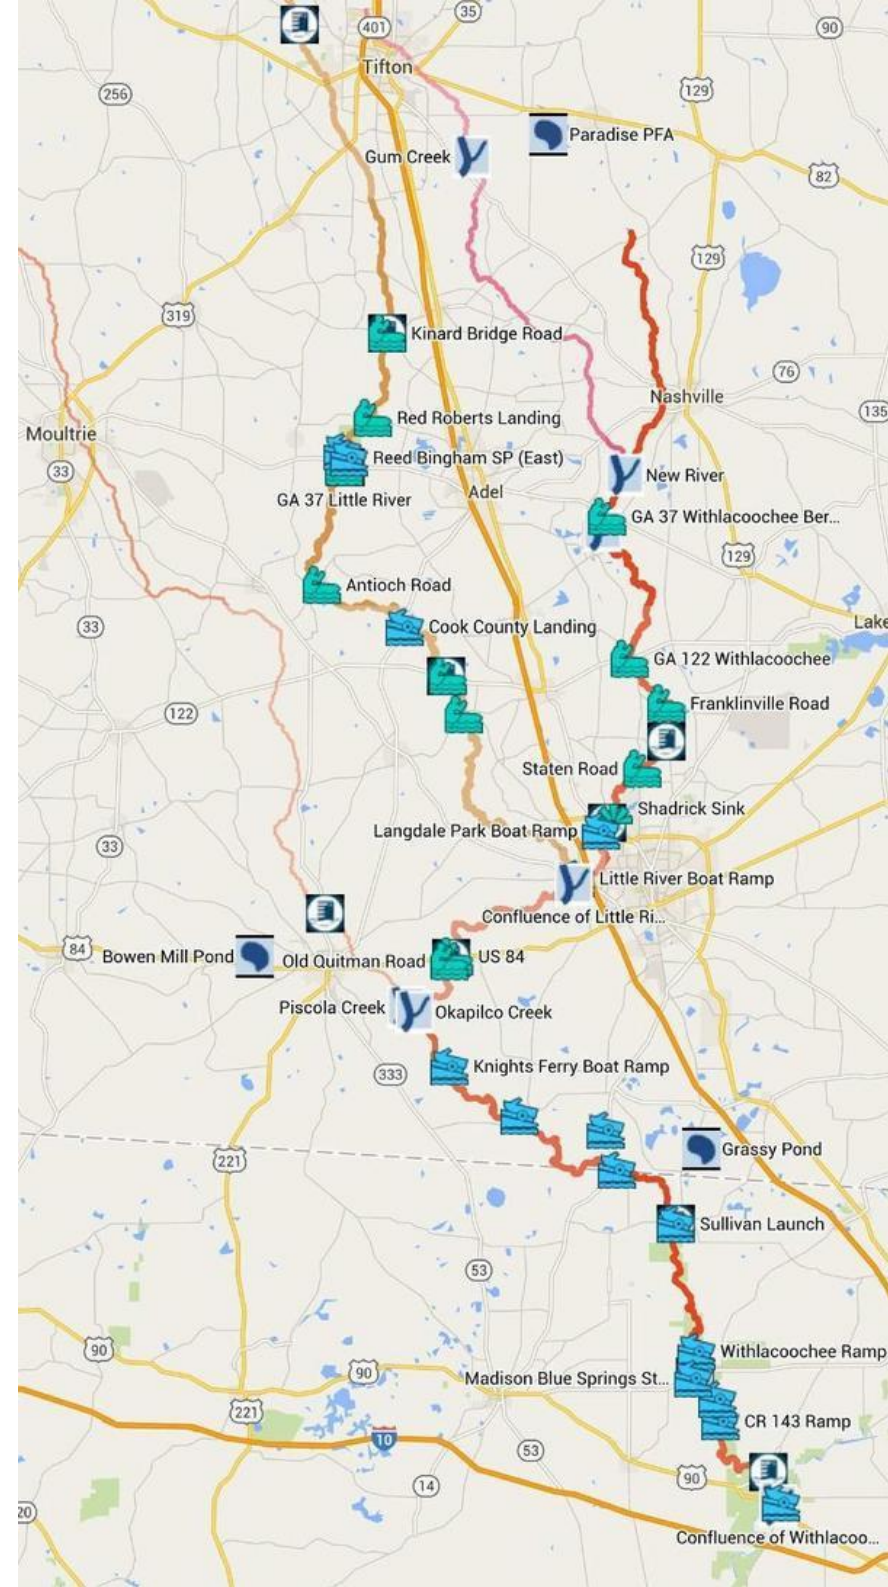 35
401
90
Tifton
129
256
Paradise PFA
Gum Creek
82
129
319
Kinard Bridge Road
76
Nashville
135
Red Roberts Landing
Moultrie
Reed Bingham SP (East)
33
New River
Adel
GA 37 Little River
GA 37 Withlacoochee Ber...
129
Antioch Road
Lake
33
Cook County Landing
GA 122 Withlacoochee
Franklinville Road
122
Staten Road
Shadrick Sink
Langdale Park Boat Ramp
33
Little River Boat Ramp
Confluence of Little Ri...
84
Bowen Mill Pond
Old Quitman Road
US 84
Piscola Creek
Okapilco Creek
Knights Ferry Boat Ramp
333
Grassy Pond
221
Sullivan Launch
53
90
Withlacoochee Ramp
90
Madison Blue Springs St...
221
CR 143 Ramp
10
53
90
14
20
Confluence of Withlacoo...